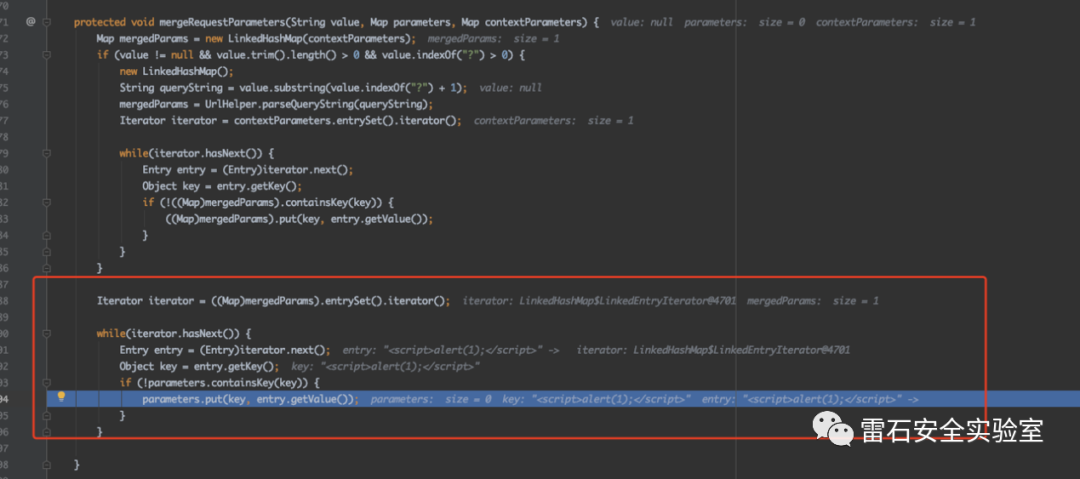 70
71 @ protected void mergeRequestParameters(String value, Map parameters, Map contextParameters) { value: null parameters: size = 0 contextParameters: size = 1
72 Map mergedParams = new LinkedHashMap(contextParameters); mergedParams: size = 1
73 if (value != null && value.trim().length() > 0 && value.indexOf("?") > 0) {
74 new LinkedHashMap();
75 String queryString = value.substring(value.indexOf("?") + 1); value: null
76 mergedParams = UrlHelper.parseQueryString(queryString);
77 Iterator iterator = contextParameters.entrySet().iterator(); contextParameters: size = 1
78
79 while(iterator.hasNext()) {
80 Entry entry = (Entry)iterator.next();
81 Object key = entry.getKey();
82 if (!((Map)mergedParams).containsKey(key)) {
83 ((Map)mergedParams).put(key, entry.getValue());
84 }
85 }
86 }
87
88 Iterator iterator = ((Map)mergedParams).entrySet().iterator(); iterator: LinkedHashMap$LinkedEntryIterator@4701 mergedParams: size = 1
89
90 while(iterator.hasNext()) {
91 Entry entry = (Entry)iterator.next(); entry: "<script>alert(1);</script>" -> iterator: LinkedHashMap$LinkedEntryIterator@4701
92 Object key = entry.getKey(); key: "<script>alert(1);</script>"
93 if (!parameters.containsKey(key)) {
94 parameters.put(key, entry.getValue()); parameters: size = 0 key: "<script>alert(1);</script>" entry: "<script>alert(1);</script>" ->
95 }
96 }
97
98 }
雷石安全实验室